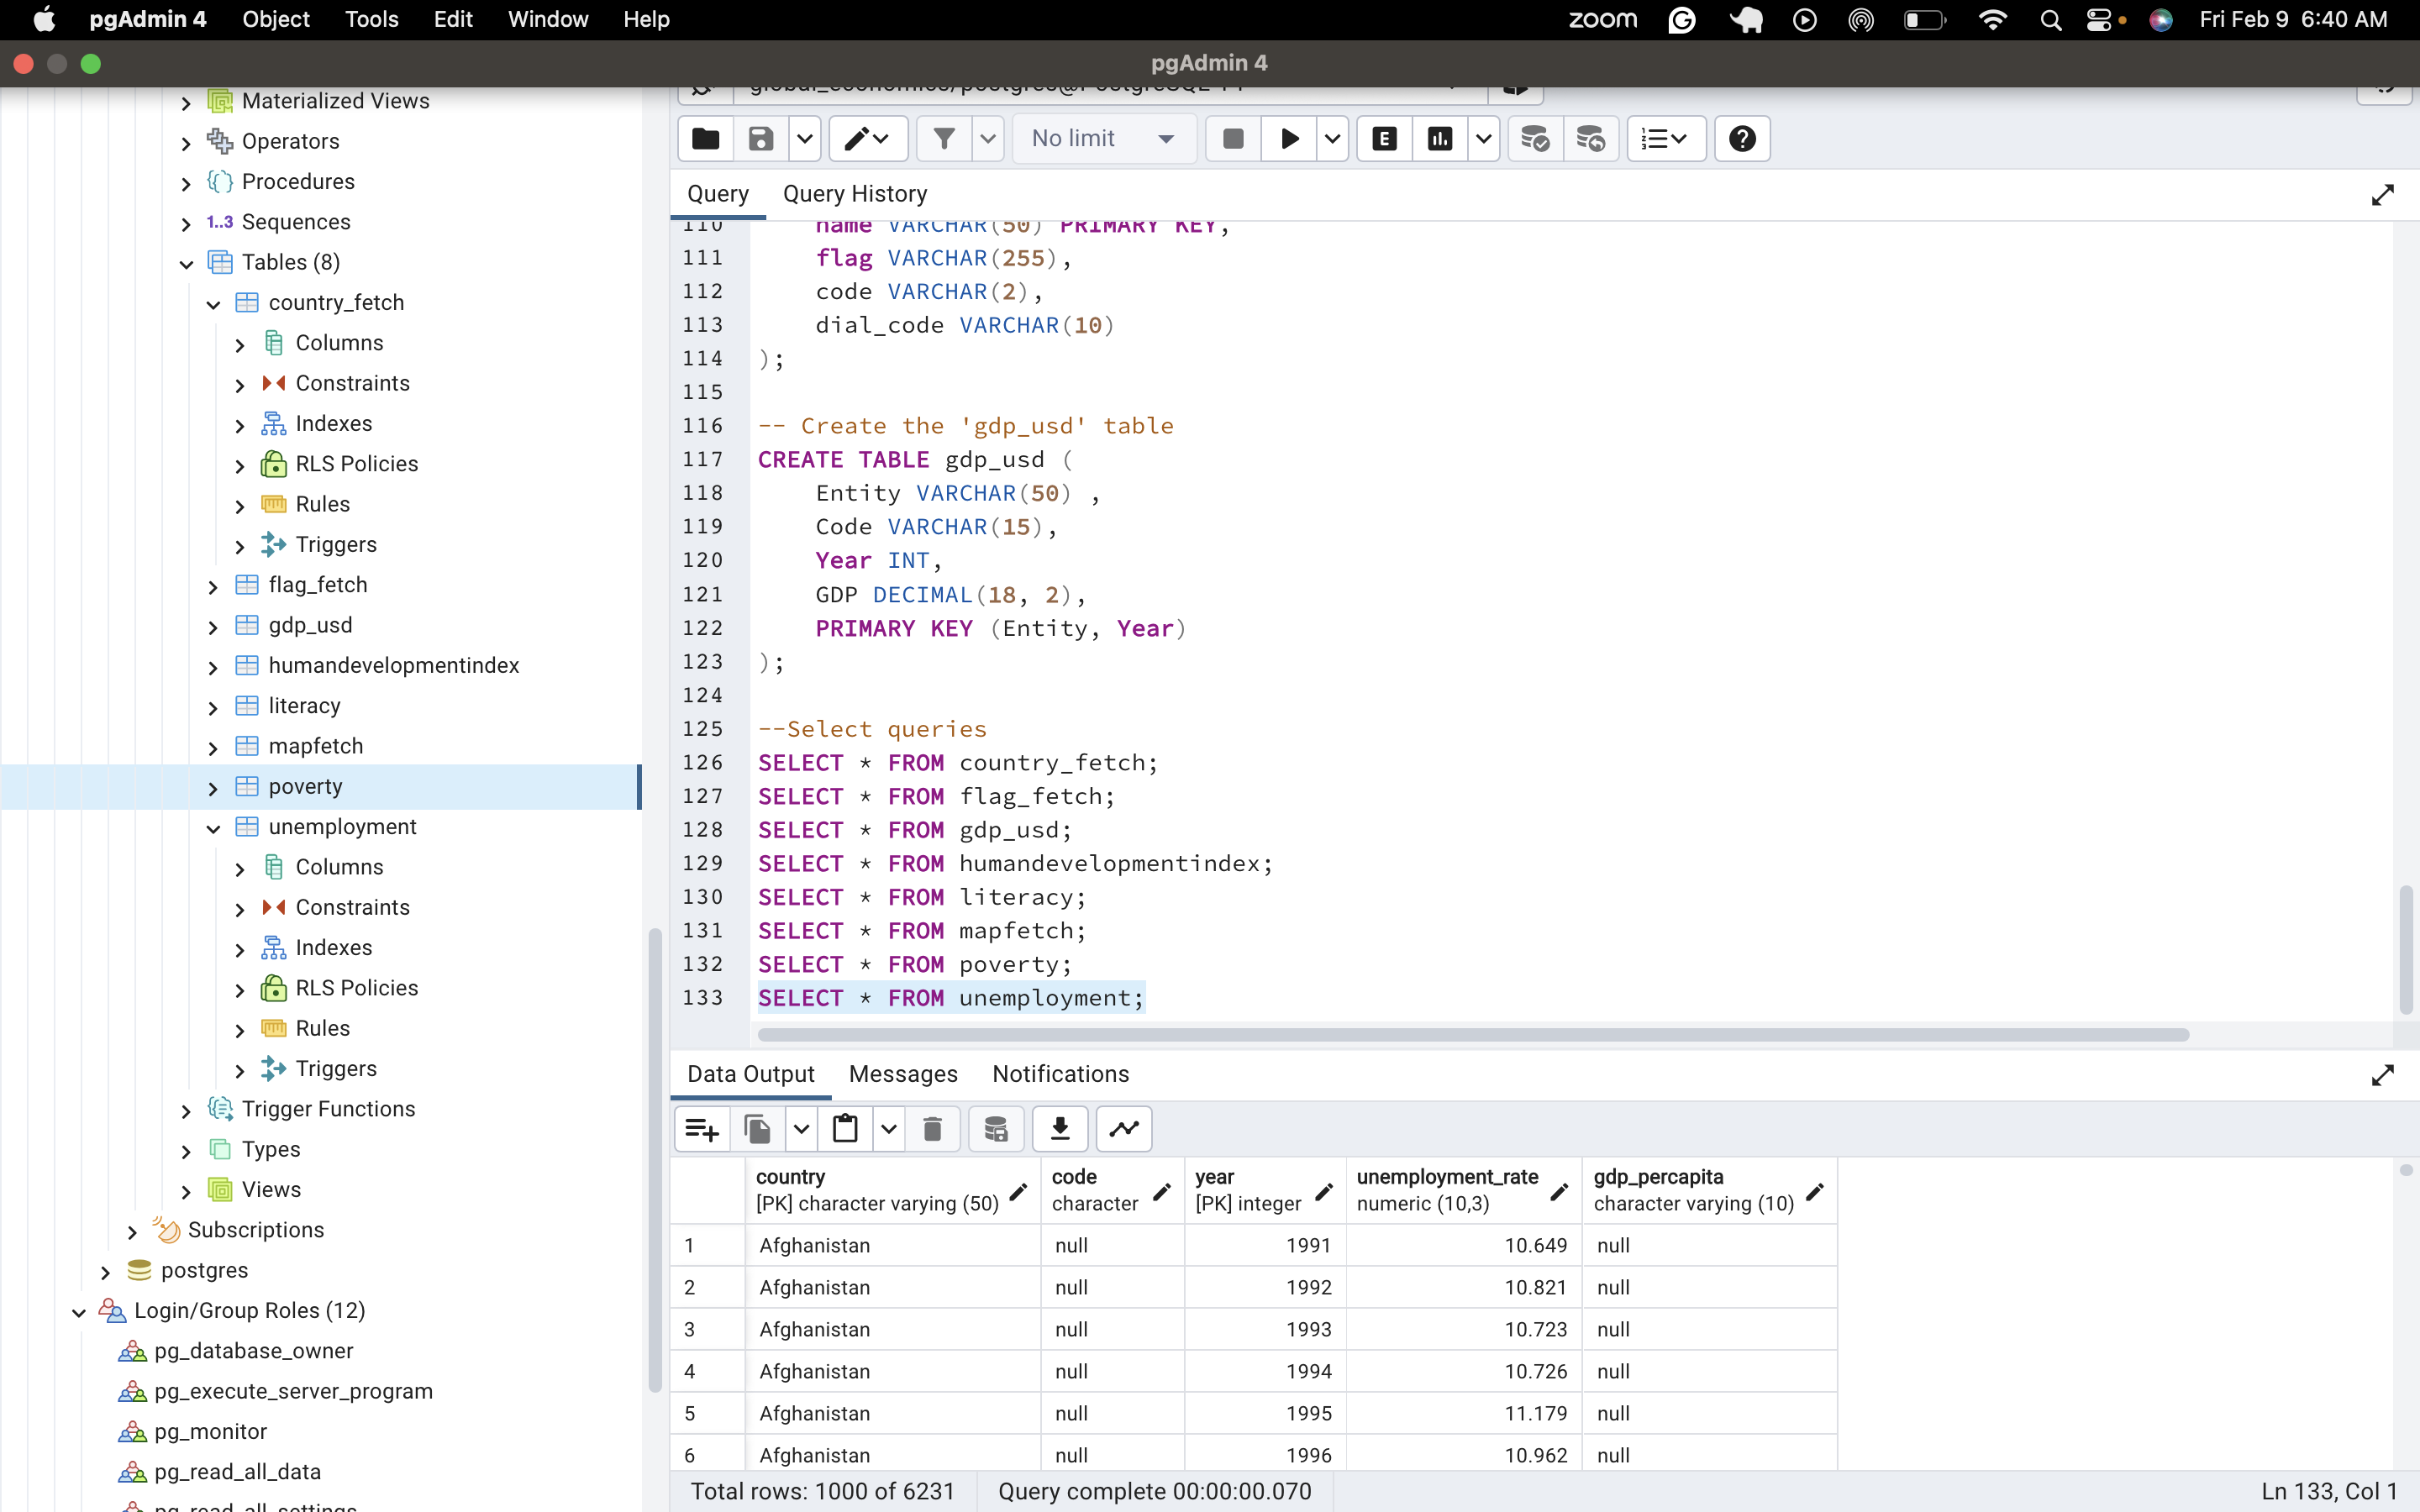 pgAdmin 4 Object Tools Edit Window Help zoom Fri Feb 9 6:40 AM
pgAdmin 4
Materialized Views
Operators
Procedures
1..3 Sequences
Tables (8)
country_fetch
Columns
Constraints
Indexes
RLS Policies
Rules
Triggers
flag_fetch
gdp_usd
humandevelopmentindex
literacy
mapfetch
poverty
unemployment
Columns
Constraints
Indexes
RLS Policies
Rules
Triggers
Trigger Functions
Types
Views
Subscriptions
postgres
Login/Group Roles (12)
pg_database_owner
pg_execute_server_program
pg_monitor
pg_read_all_data
pg_read_all_settings
No limit E
Query Query History
110 name VARCHAR(50) PRIMARY KEY,
111 flag VARCHAR(255),
112 code VARCHAR(2),
113 dial_code VARCHAR(10)
114 );
115
116 -- Create the 'gdp_usd' table
117 CREATE TABLE gdp_usd (
118 Entity VARCHAR(50) ,
119 Code VARCHAR(15),
120 Year INT,
121 GDP DECIMAL(18, 2),
122 PRIMARY KEY (Entity, Year)
123 );
124
125 --Select queries
126 SELECT * FROM country_fetch;
127 SELECT * FROM flag_fetch;
128 SELECT * FROM gdp_usd;
129 SELECT * FROM humandevelopmentindex;
130 SELECT * FROM literacy;
131 SELECT * FROM mapfetch;
132 SELECT * FROM poverty;
133 SELECT * FROM unemployment;
Data Output Messages Notifications
country code year unemployment_rate gdp_percapita
[PK] character varying (50) character [PK] integer numeric (10,3) character varying (10)
1 Afghanistan null 1991 10.649 null
2 Afghanistan null 1992 10.821 null
3 Afghanistan null 1993 10.723 null
4 Afghanistan null 1994 10.726 null
5 Afghanistan null 1995 11.179 null
6 Afghanistan null 1996 10.962 null
Total rows: 1000 of 6231 Query complete 00:00:00.070 Ln 133, Col 1